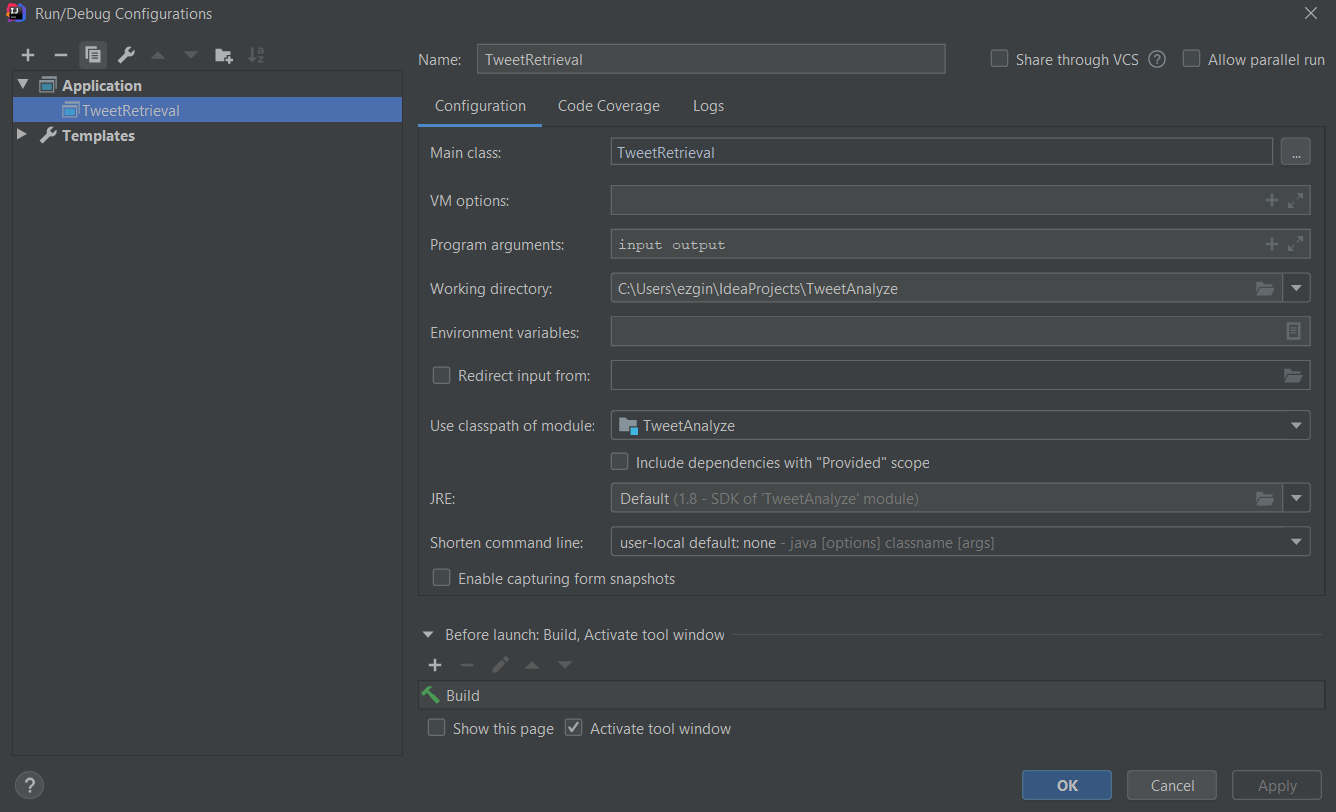 Run/Debug Configurations
Application
TweetRetrieval
Templates
Name: TweetRetrieval
Share through VCS ? Allow parallel run
Configuration Code Coverage Logs
Main class: TweetRetrieval ...
VM options:
Program arguments: input output
Working directory: C:\Users\ezgin\IdeaProjects\TweetAnalyze
Environment variables:
Redirect input from:
Use classpath of module: TweetAnalyze
Include dependencies with "Provided" scope
JRE: Default (1.8 - SDK of 'TweetAnalyze' module)
Shorten command line: user-local default: none - java [options] classname [args]
Enable capturing form snapshots
Before launch: Build, Activate tool window
Build
Show this page Activate tool window
? OK Cancel Apply